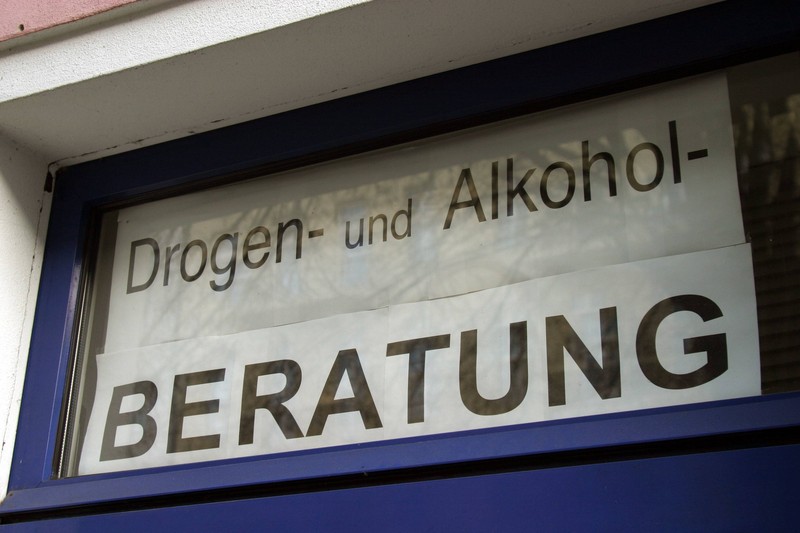 Drogen- und Alkohol-
BERATUNG